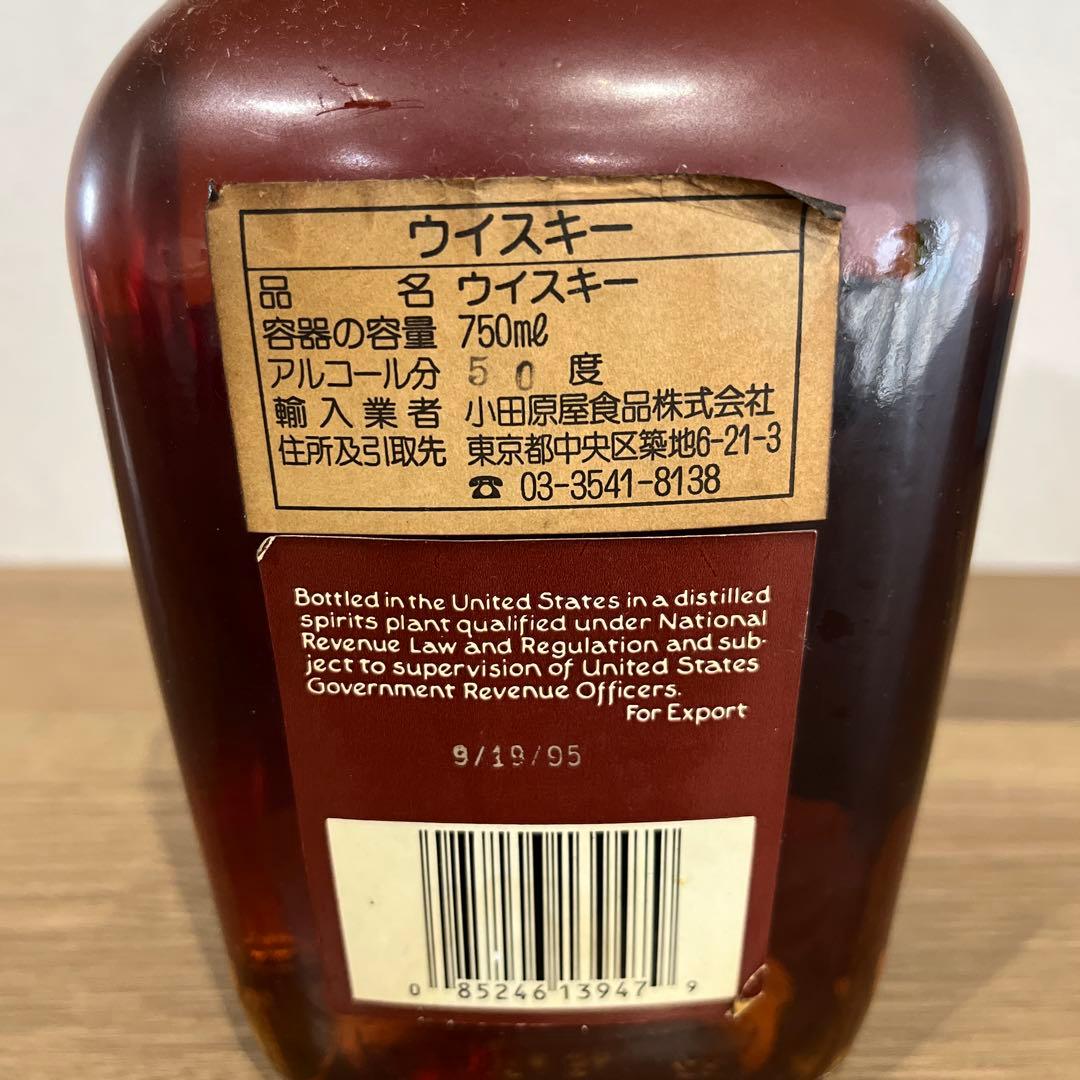 ウイスキー
品名 ウイスキー
容器の容量 750mℓ
アルコール分 50度
輸入業者 小田原屋食品株式会社
住所及引取先 東京都中央区築地6-21-3
☎ 03-3541-8138
Bottled in the United States in a distilled
spirits plant qualified under National
Revenue Law and Regulation and sub-
ject to supervision of United States
Government Revenue Officers.
For Export
9/19/95
0 85246 13947 9